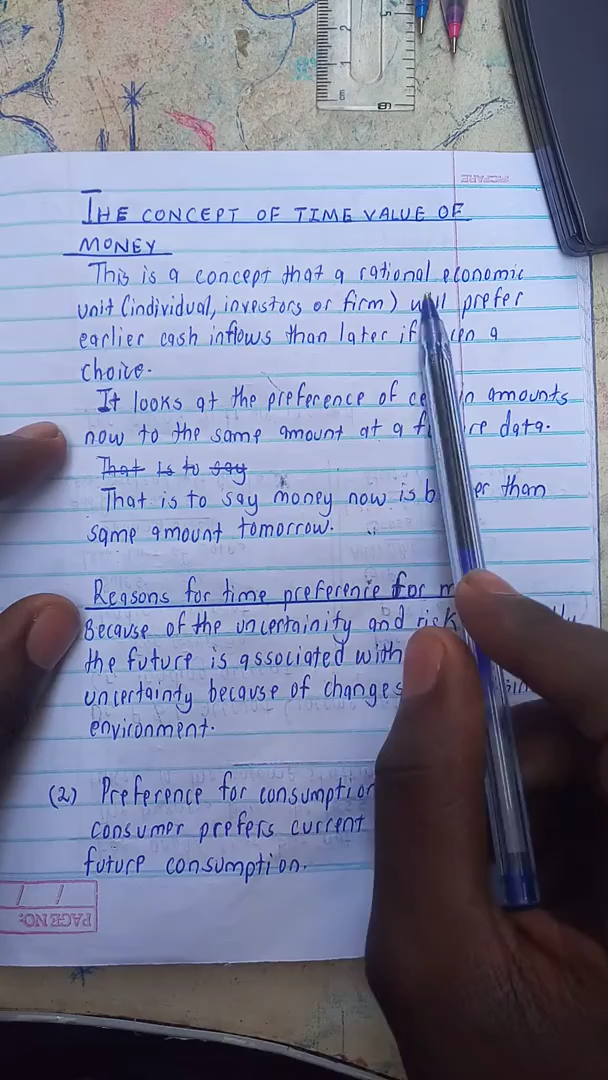 THE CONCEPT OF TIME VALUE OF
MONEY
This is a concept that a rational economic
unit (individual, investors or firm) will prefer
earlier cash inflows than later if a
choice.
It looks at the preference of amounts
now to the same amount at a data.
That is to say
That is to say money now is than
same amount tomorrow.
Reasons for time preference for
Because of the uncertainity and risk
the future is associated with
uncertainty because of changes
environment.
(2) Preference for consumption
consumer prefers current
future consumption.
PAGE NO: